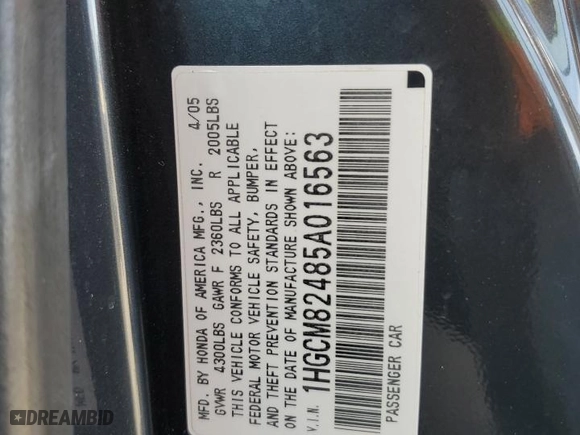 MFD. BY HONDA OF AMERICA MFG., INC. 4/05
GVWR 4300LBS GAWR F 2360LBS R 2005LBS
THIS VEHICLE CONFORMS TO ALL APPLICABLE
FEDERAL MOTOR VEHICLE SAFETY, BUMPER,
AND THEFT PREVENTION STANDARDS IN EFFECT
ON THE DATE OF MANUFACTURE SHOWN ABOVE:
V.I.N. 1HGCM82485A016563
PASSENGER CAR
DREAMBID